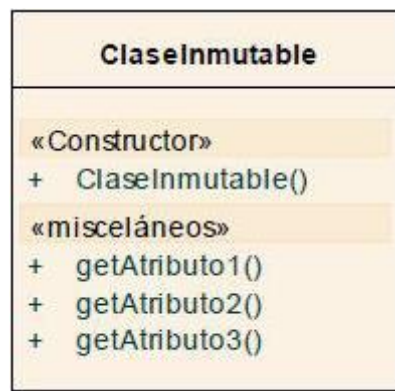 ClaseInmutable
«Constructor»
+ ClaseInmutable()
«misceláneos»
+ getAtributo1()
+ getAtributo2()
+ getAtributo3()